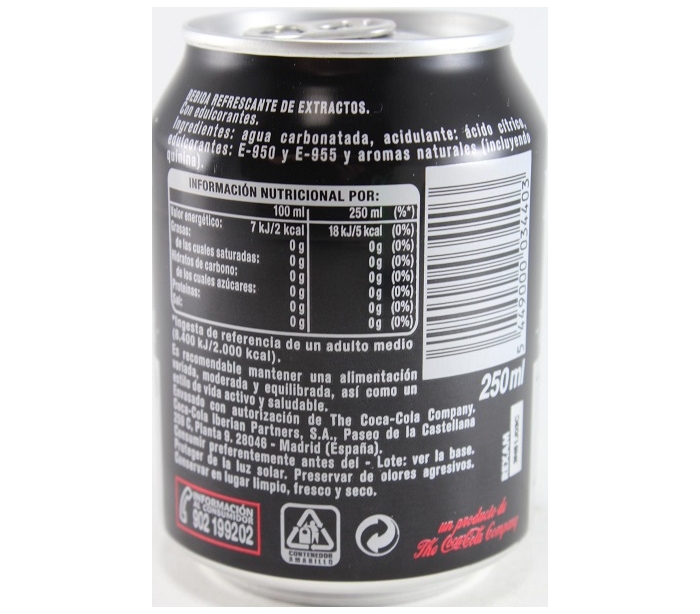 BEBIDA REFRESCANTE DE EXTRACTOS.
Con edulcorantes.
Ingredientes: agua carbonatada, acidulante: ácido cítrico,
edulcorantes: E-950 y E-955 y aromas naturales (incluyendo
quinina).
INFORMACIÓN NUTRICIONAL POR:
100 ml 250 ml (%*)
Valor energético: 7 kJ/2 kcal 18 kJ/5 kcal (0%)
Grasas: 0 g 0 g (0%)
de las cuales saturadas: 0 g 0 g (0%)
Hidratos de carbono: 0 g 0 g (0%)
de los cuales azúcares: 0 g 0 g (0%)
Proteínas: 0 g 0 g (0%)
Sal: 0 g 0 g (0%)
*Ingesta de referencia de un adulto medio
(8.400 kJ/2.000 kcal).
Es recomendable mantener una alimentación
variada, moderada y equilibrada, así como un
estilo de vida activo y saludable.
Envasado con autorización de The Coca-Cola Company.
Coca-Cola Iberian Partners, S.A., Paseo de la Castellana
259 C, Planta 9, 28046 - Madrid (España).
Consumir preferentemente antes del - Lote: ver la base.
Proteger de la luz solar. Preservar de olores agresivos.
Conservar en lugar limpio, fresco y seco.
5 449000 034403
250 ml
REXAM
INFORMACIÓN
AL CONSUMIDOR
902 199202
CONTENEDOR
AMARILLO
un producto de
The Coca-Cola Company